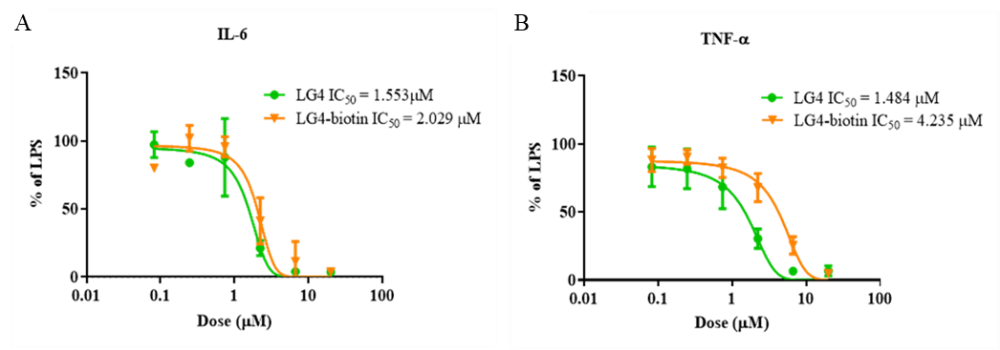 A
IL-6
150
100
50
0
% of LPS
0.01
0.1
1
10
100
Dose (μM)
LG4 IC₅₀ = 1.553μM
LG4-biotin IC₅₀ = 2.029 μM
B
TNF-α
150
100
50
0
% of LPS
0.01
0.1
1
10
100
Dose (μM)
LG4 IC₅₀ = 1.484 μM
LG4-biotin IC₅₀ = 4.235 μM